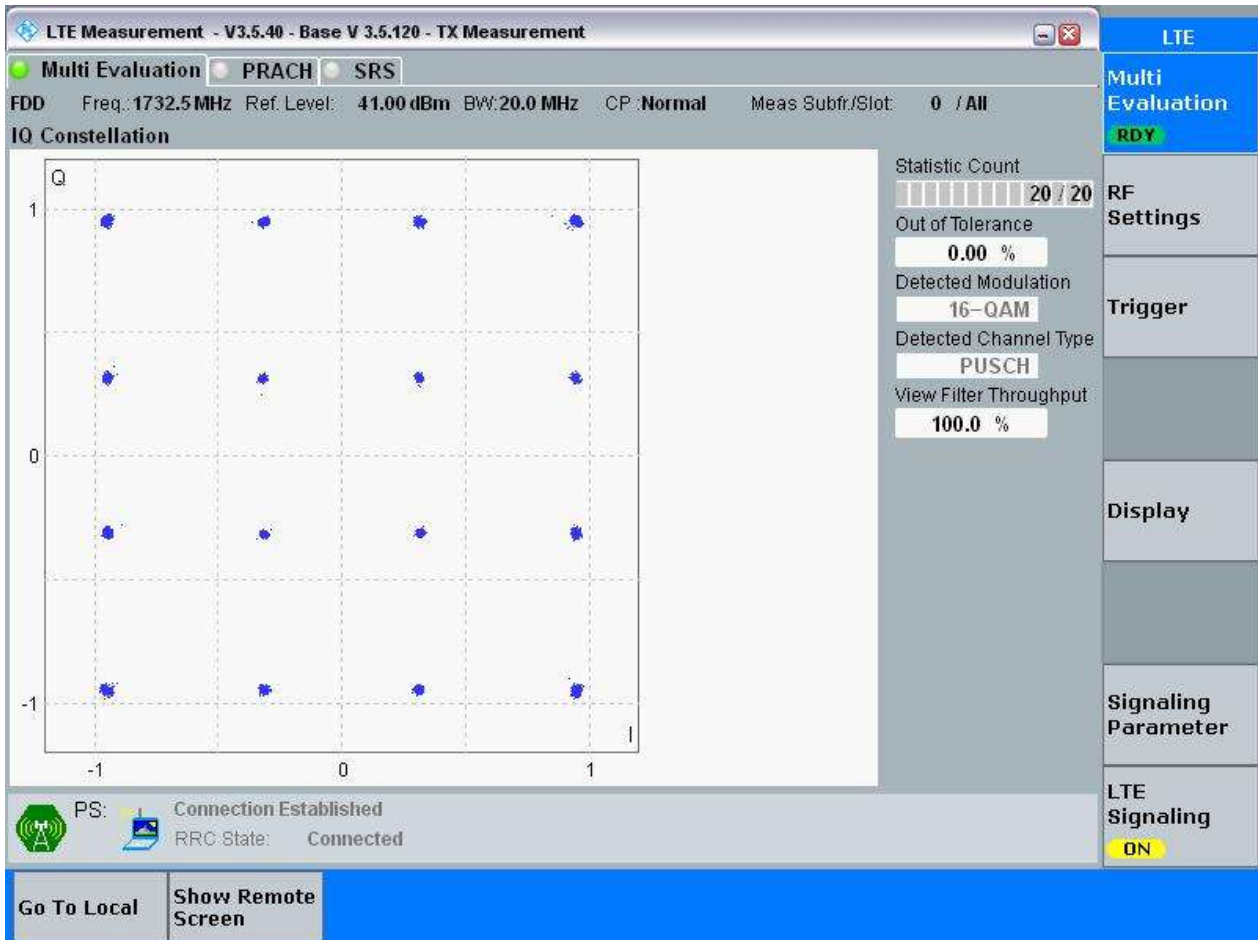 LTE Measurement - V3.5.40 - Base V 3.5.120 - TX Measurement
LTE
Multi Evaluation PRACH SRS
FDD Freq.:1732.5 MHz Ref. Level: 41.00 dBm BW:20.0 MHz CP :Normal Meas Subfr./Slot: 0 / All
IQ Constellation
Q
1
0
-1
I
-1 0 1
Statistic Count
20 / 20
Out of Tolerance
0.00 %
Detected Modulation
16-QAM
Detected Channel Type
PUSCH
View Filter Throughput
100.0 %
Multi
Evaluation
RDY
RF
Settings
Trigger
Display
Signaling
Parameter
LTE
Signaling
ON
PS: Connection Established
RRC State: Connected
Go To Local
Show Remote
Screen